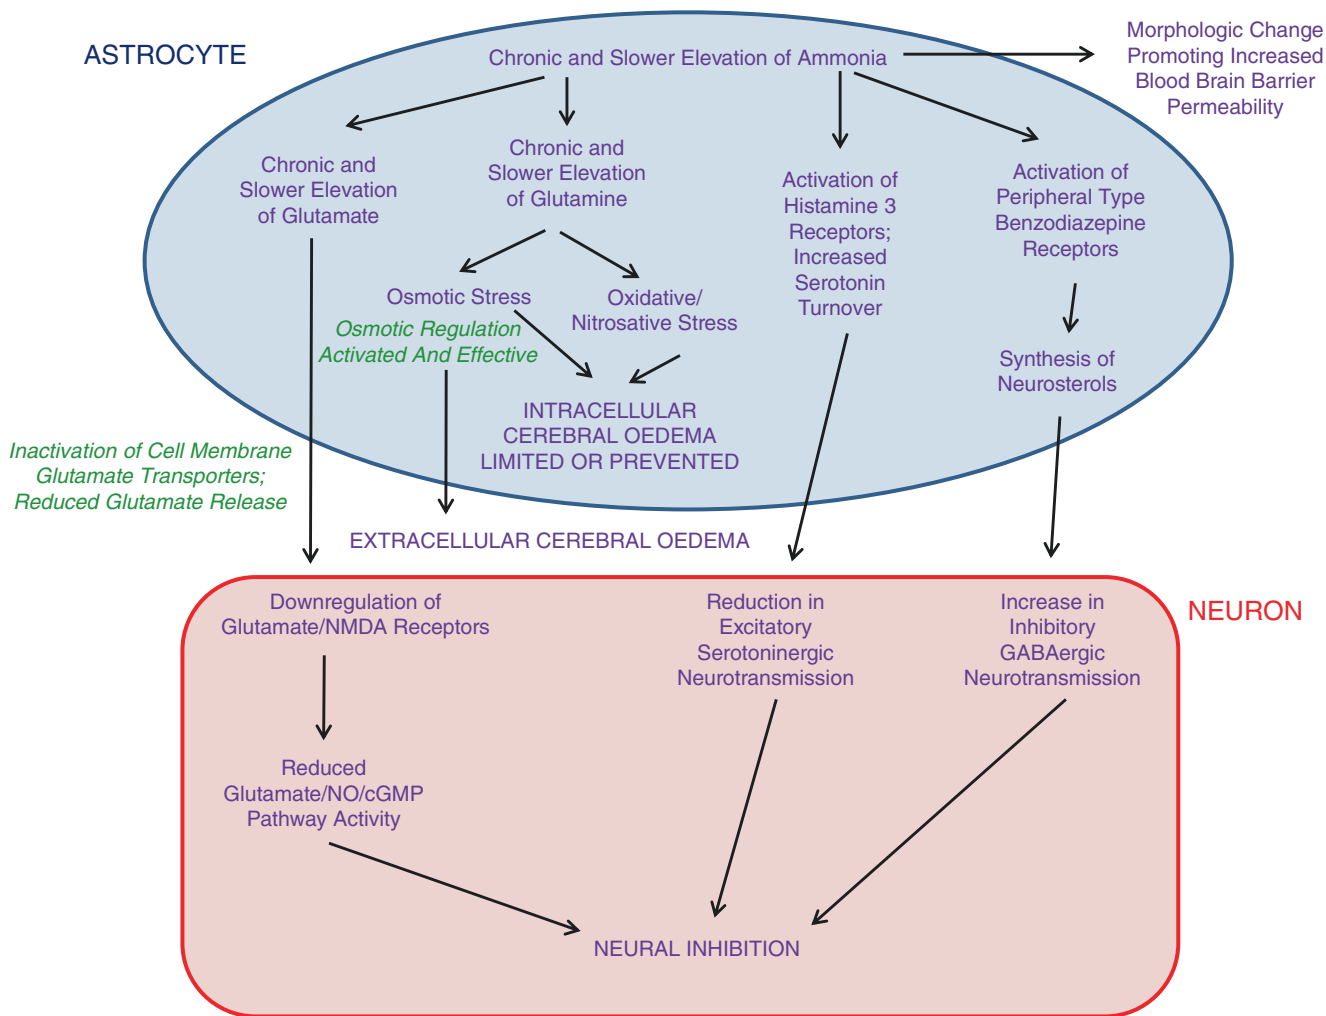 ASTROCYTE
Chronic and Slower Elevation of Ammonia
Morphologic Change
Promoting Increased
Blood Brain Barrier
Permeability
Chronic and
Slower Elevation
of Glutamate
Chronic and
Slower Elevation
of Glutamine
Activation of
Histamine 3
Receptors;
Increased
Serotonin
Turnover
Activation of
Peripheral Type
Benzodiazepine
Receptors
Osmotic Stress
Osmotic Regulation
Activated And Effective
Oxidative/
Nitrosative Stress
Synthesis of
Neurosterols
INTRACELLULAR
CEREBRAL OEDEMA
LIMITED OR PREVENTED
Inactivation of Cell Membrane
Glutamate Transporters;
Reduced Glutamate Release
EXTRACELLULAR CEREBRAL OEDEMA
NEURON
Downregulation of
Glutamate/NMDA Receptors
Reduction in
Excitatory
Serotoninergic
Neurotransmission
Increase in
Inhibitory
GABAergic
Neurotransmission
Reduced
Glutamate/NO/cGMP
Pathway Activity
NEURAL INHIBITION